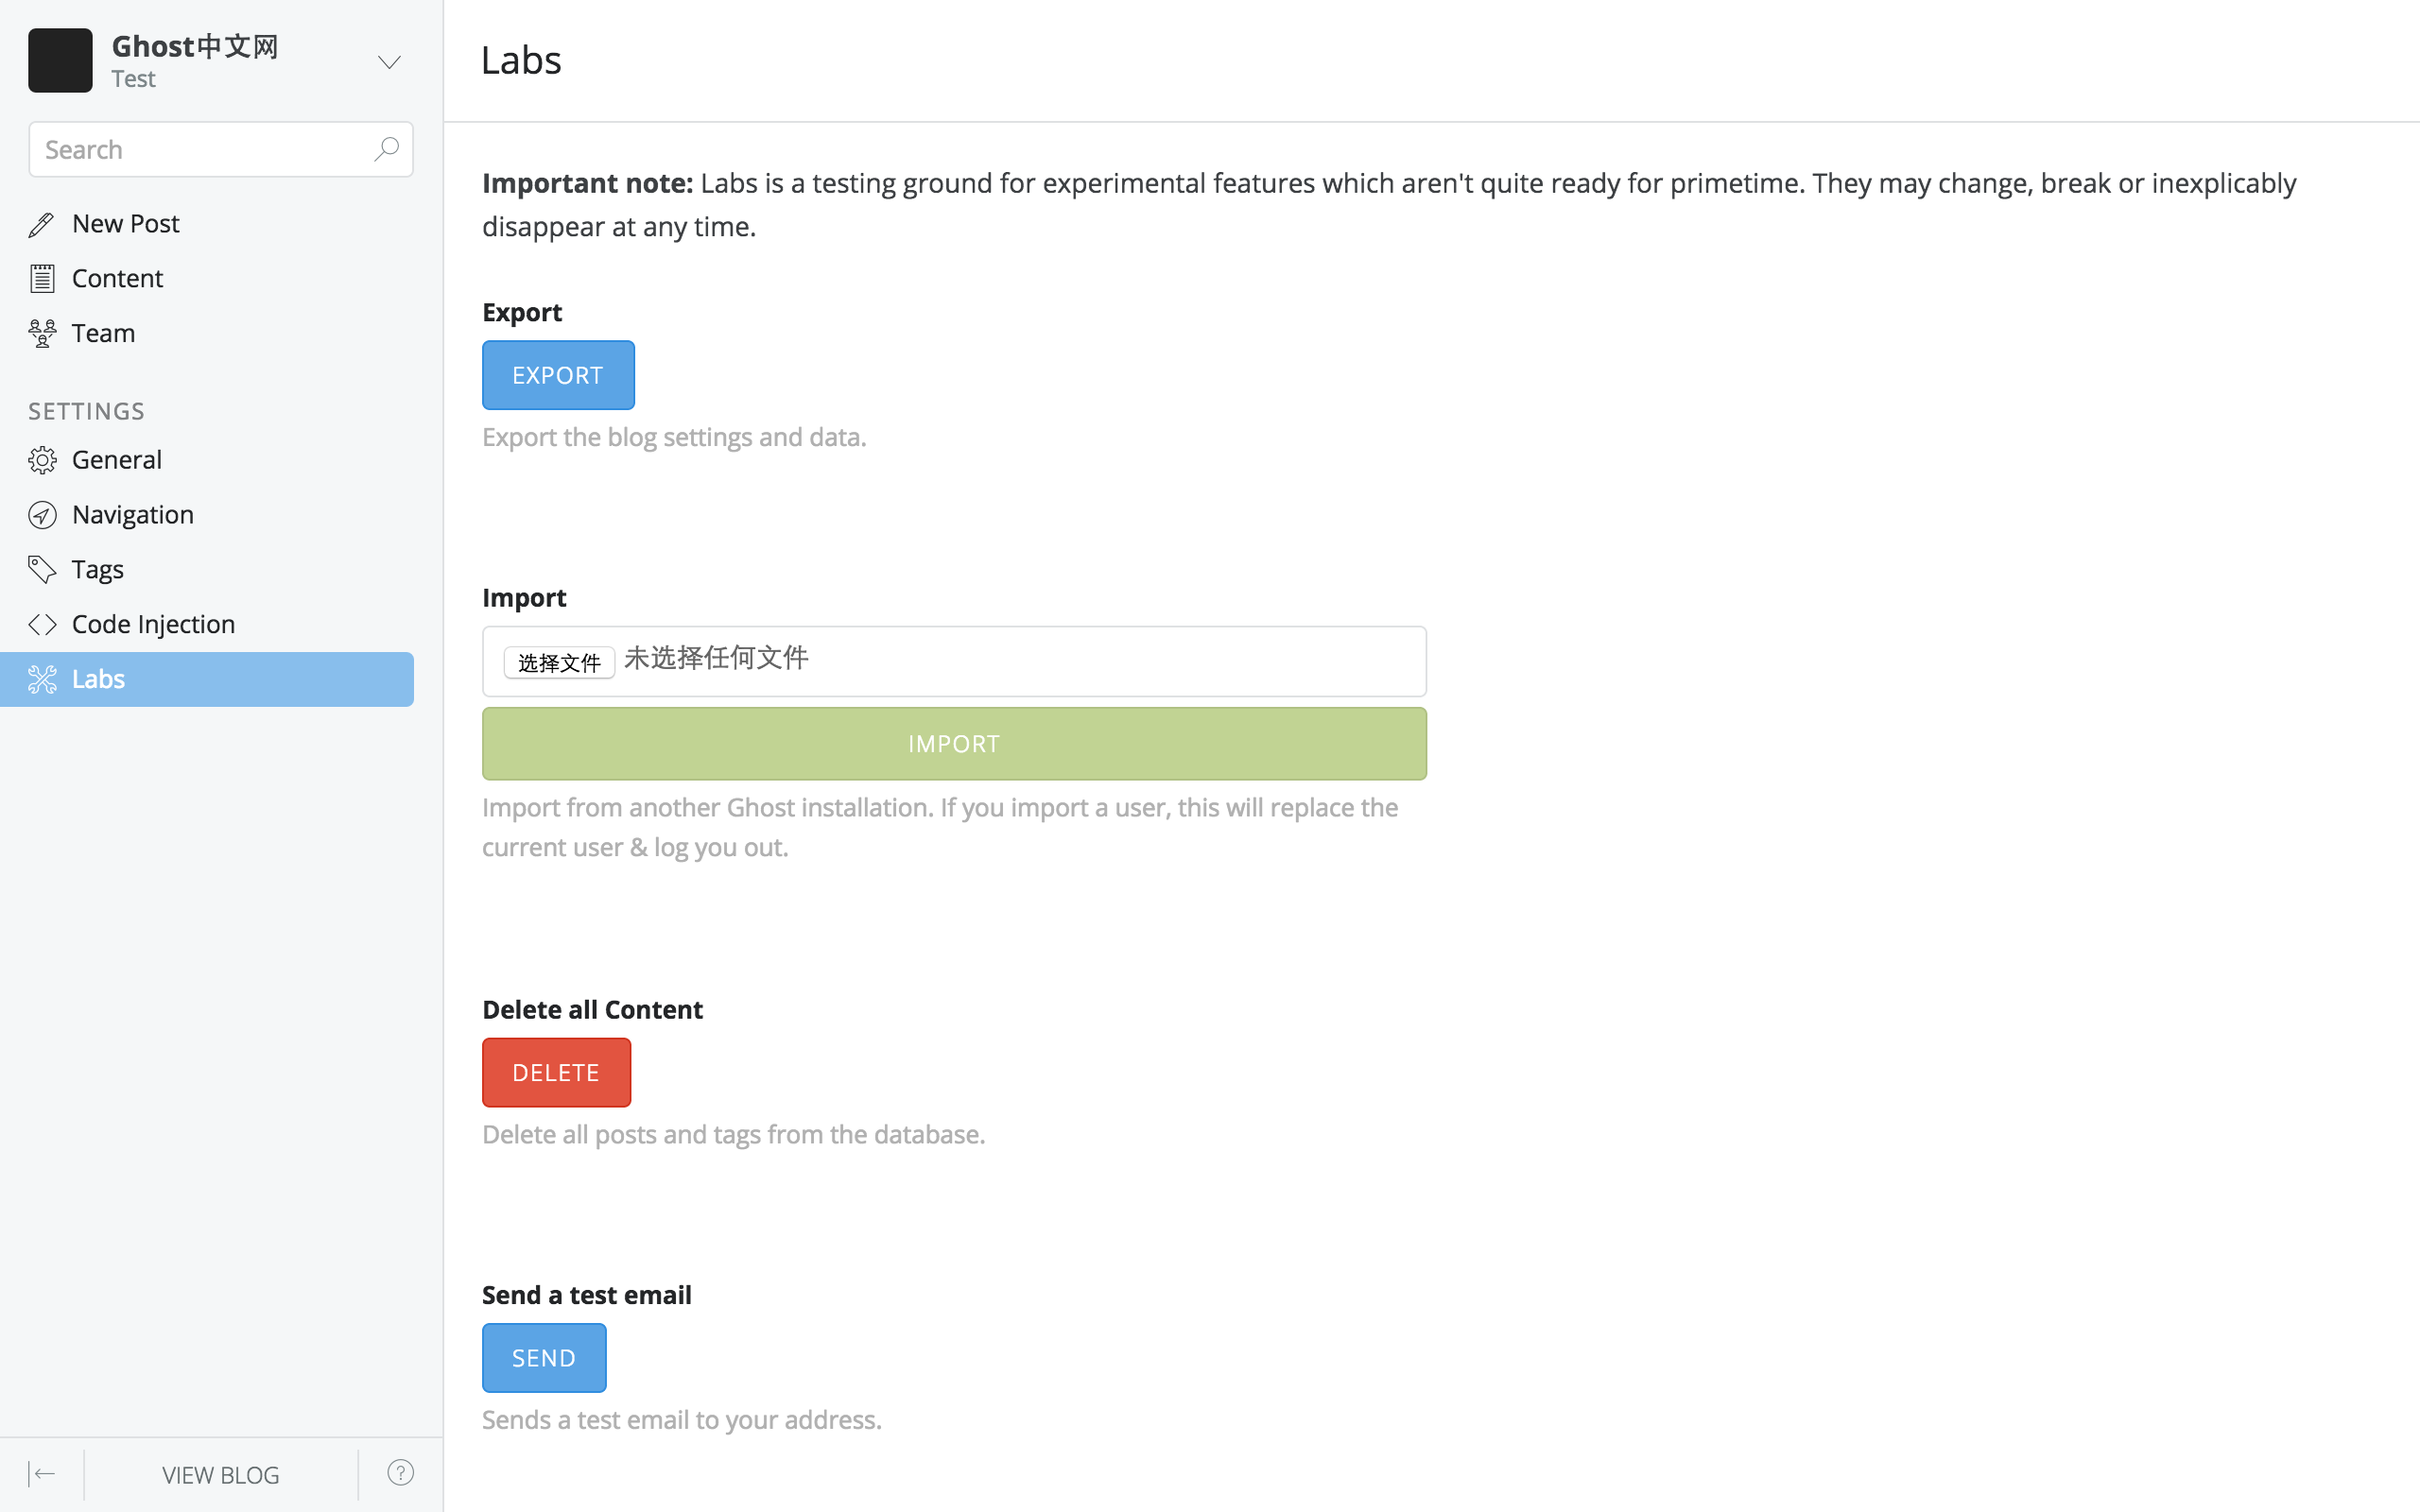 Ghost中文网
Test
Search
New Post
Content
Team
SETTINGS
General
Navigation
Tags
Code Injection
Labs
VIEW BLOG
?
Labs
Important note: Labs is a testing ground for experimental features which aren't quite ready for primetime. They may change, break or inexplicably
disappear at any time.
Export
EXPORT
Export the blog settings and data.
Import
选择文件 未选择任何文件
IMPORT
Import from another Ghost installation. If you import a user, this will replace the
current user & log you out.
Delete all Content
DELETE
Delete all posts and tags from the database.
Send a test email
SEND
Sends a test email to your address.